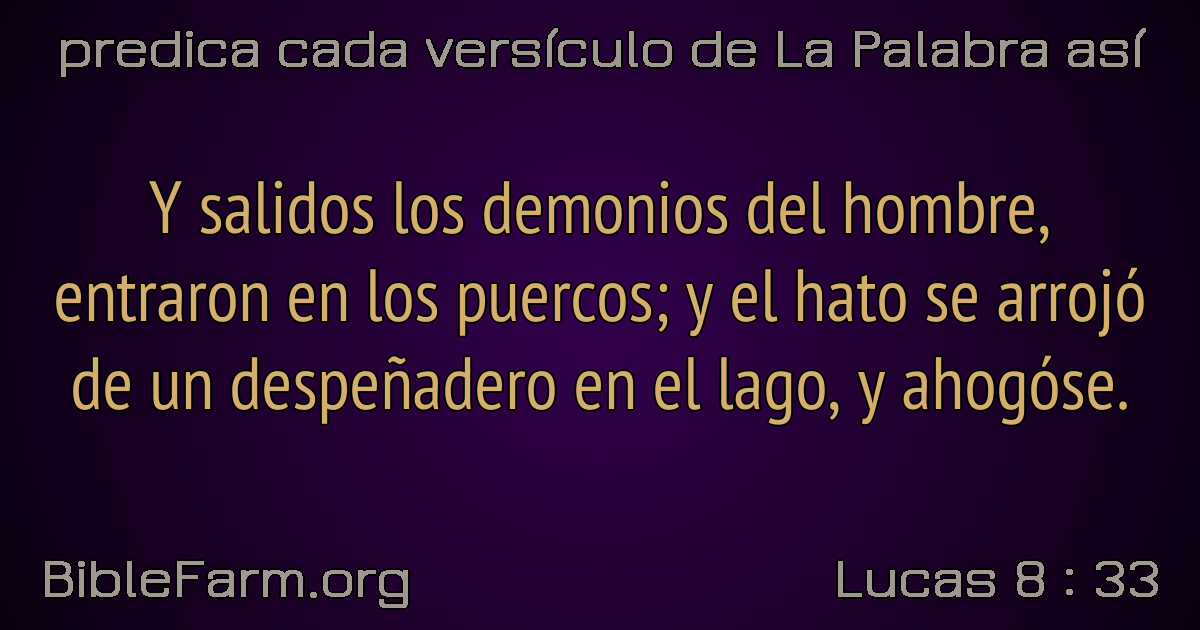 predica cada versículo de La Palabra así
Y salidos los demonios del hombre,
entraron en los puercos; y el hato se arrojó
de un despeñadero en el lago, y ahogóse.
BibleFarm.org
Lucas 8 : 33